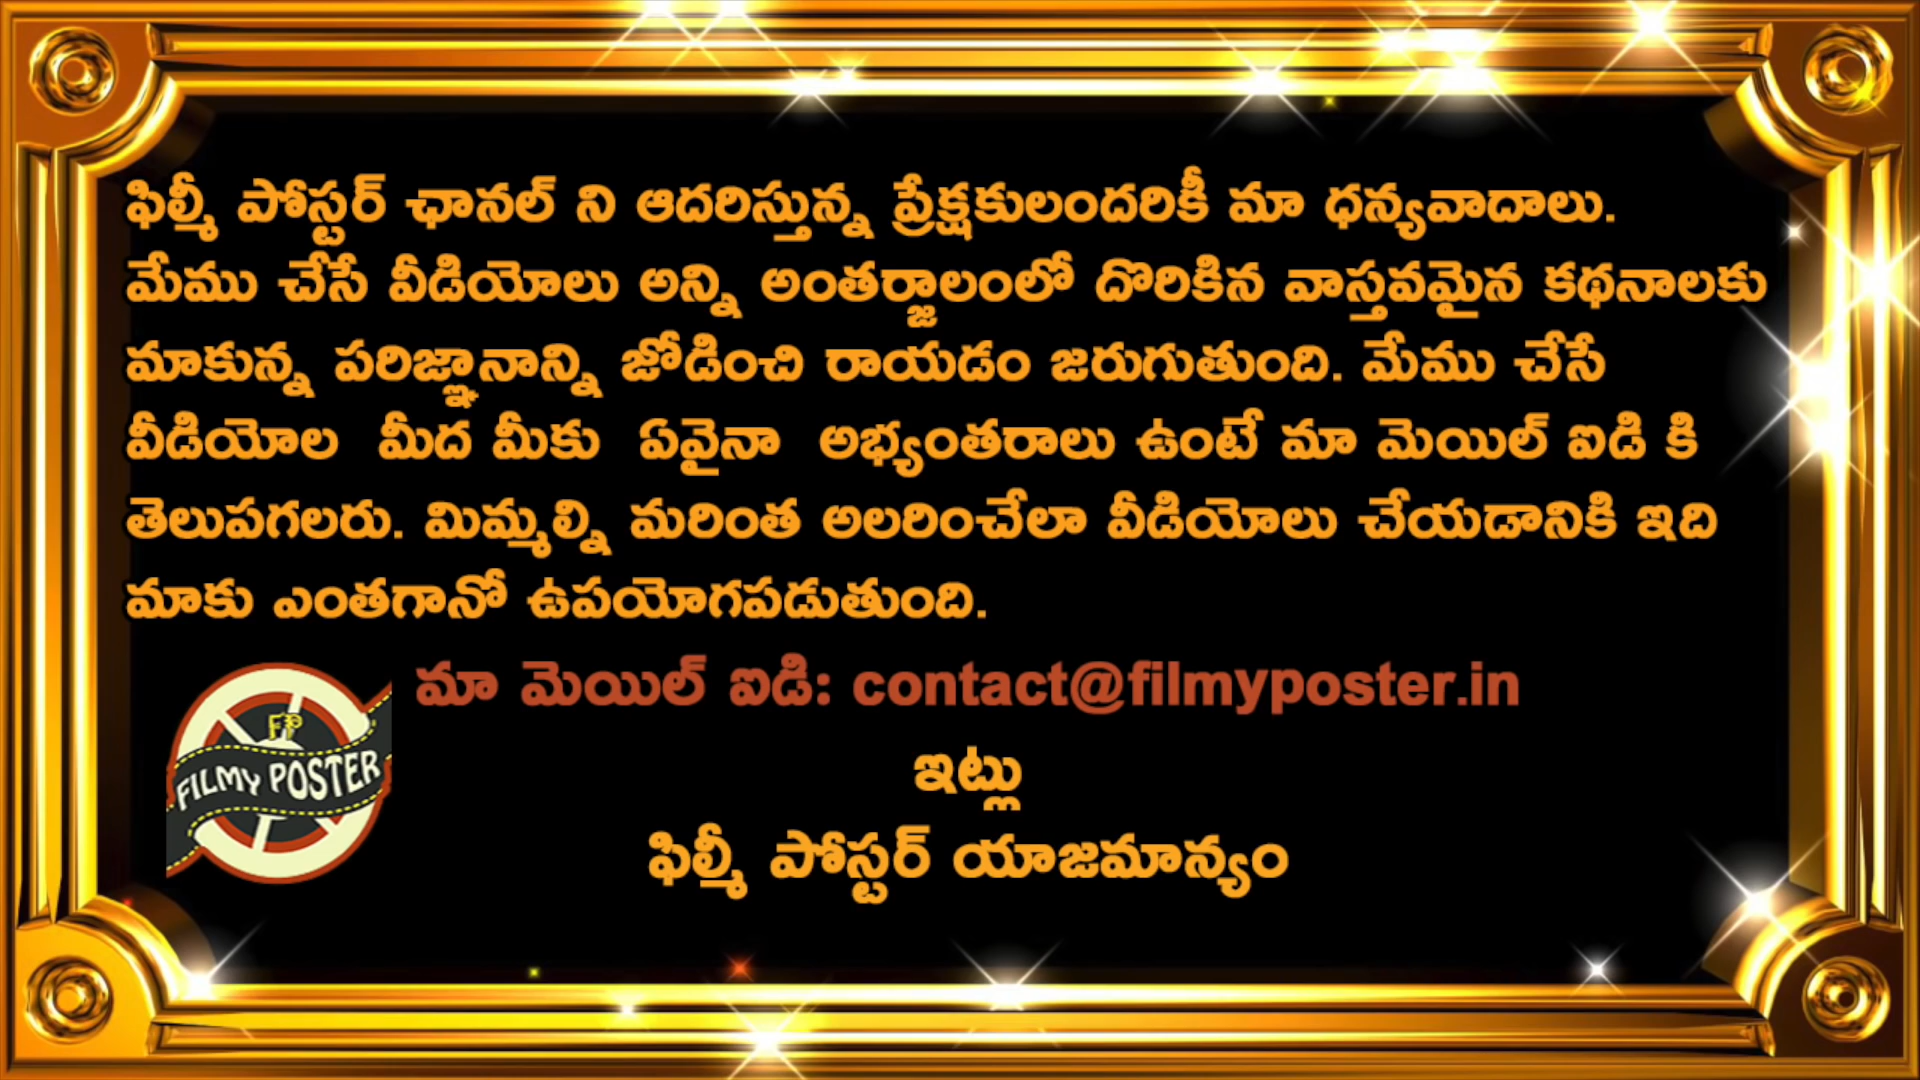 ఫిల్మీ పోస్టర్ ఛానల్ ని ఆదరిస్తున్న ప్రేక్షకులందరికీ మా ధన్యవాదాలు.
మేము చేసే వీడియోలు అన్ని అంతర్జాలంలో దొరికిన వాస్తవమైన కథనాలకు
మాకున్న పరిజ్ఞానాన్ని జోడించి రాయడం జరుగుతుంది. మేము చేసే
వీడియోల మీద మీకు ఏవైనా అభ్యంతరాలు ఉంటే మా మెయిల్ ఐడి కి
తెలుపగలరు. మిమ్మల్ని మరింత అలరించేలా వీడియోలు చేయడానికి ఇది
మాకు ఎంతగానో ఉపయోగపడుతుంది.
మా మెయిల్ ఐడి: contact@filmyposter.in
FP
FILMY POSTER
ఇట్లు
ఫిల్మీ పోస్టర్ యాజమాన్యం